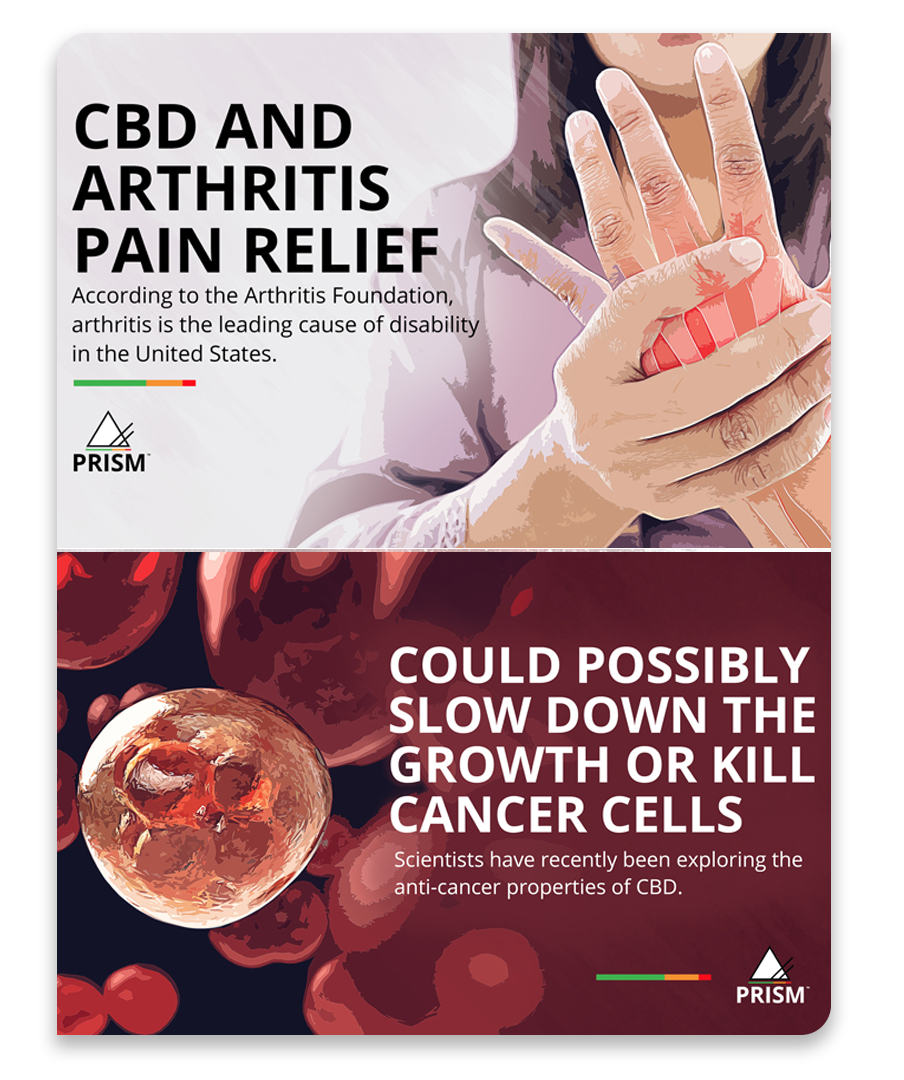 CBD AND
ARTHRITIS
PAIN RELIEF
According to the Arthritis Foundation,
arthritis is the leading cause of disability
in the United States.
PRISM™
COULD POSSIBLY
SLOW DOWN THE
GROWTH OR KILL
CANCER CELLS
Scientists have recently been exploring the
anti-cancer properties of CBD.
PRISM™